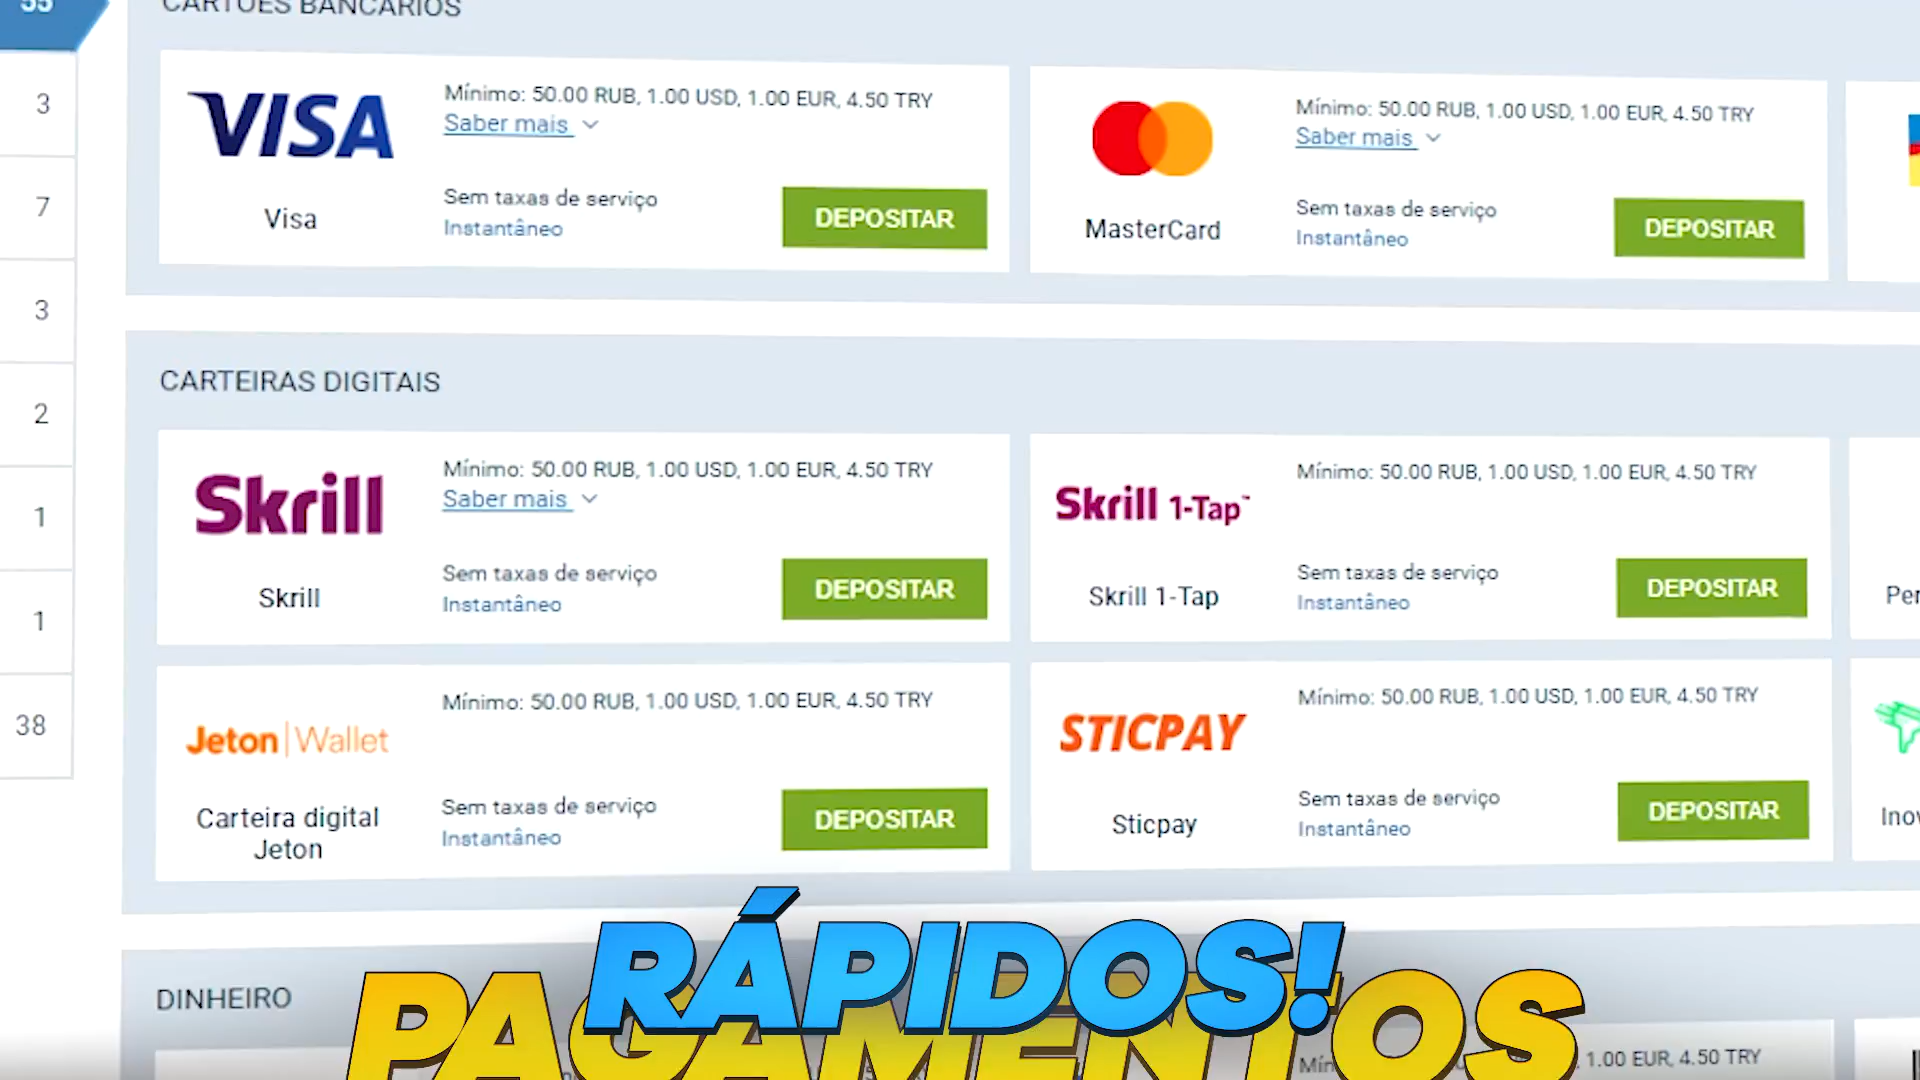 55
3
7
3
2
1
1
38
CARTÕES BANCÁRIOS
VISA
Visa
Mínimo: 50.00 RUB, 1.00 USD, 1.00 EUR, 4.50 TRY
Saber mais
Sem taxas de serviço
Instantâneo
DEPOSITAR
MasterCard
Mínimo: 50.00 RUB, 1.00 USD, 1.00 EUR, 4.50 TRY
Saber mais
Sem taxas de serviço
Instantâneo
DEPOSITAR
CARTEIRAS DIGITAIS
Skrill
Skrill
Mínimo: 50.00 RUB, 1.00 USD, 1.00 EUR, 4.50 TRY
Saber mais
Sem taxas de serviço
Instantâneo
DEPOSITAR
Skrill 1-Tap™
Skrill 1-Tap
Mínimo: 50.00 RUB, 1.00 USD, 1.00 EUR, 4.50 TRY
Sem taxas de serviço
Instantâneo
DEPOSITAR
Per
Jeton | Wallet
Carteira digital
Jeton
Mínimo: 50.00 RUB, 1.00 USD, 1.00 EUR, 4.50 TRY
Sem taxas de serviço
Instantâneo
DEPOSITAR
STICPAY
Sticpay
Mínimo: 50.00 RUB, 1.00 USD, 1.00 EUR, 4.50 TRY
Sem taxas de serviço
Instantâneo
DEPOSITAR
Inov
DINHEIRO
RÁPIDOS!
PAGAMENTOS
1.00 EUR, 4.50 TRY